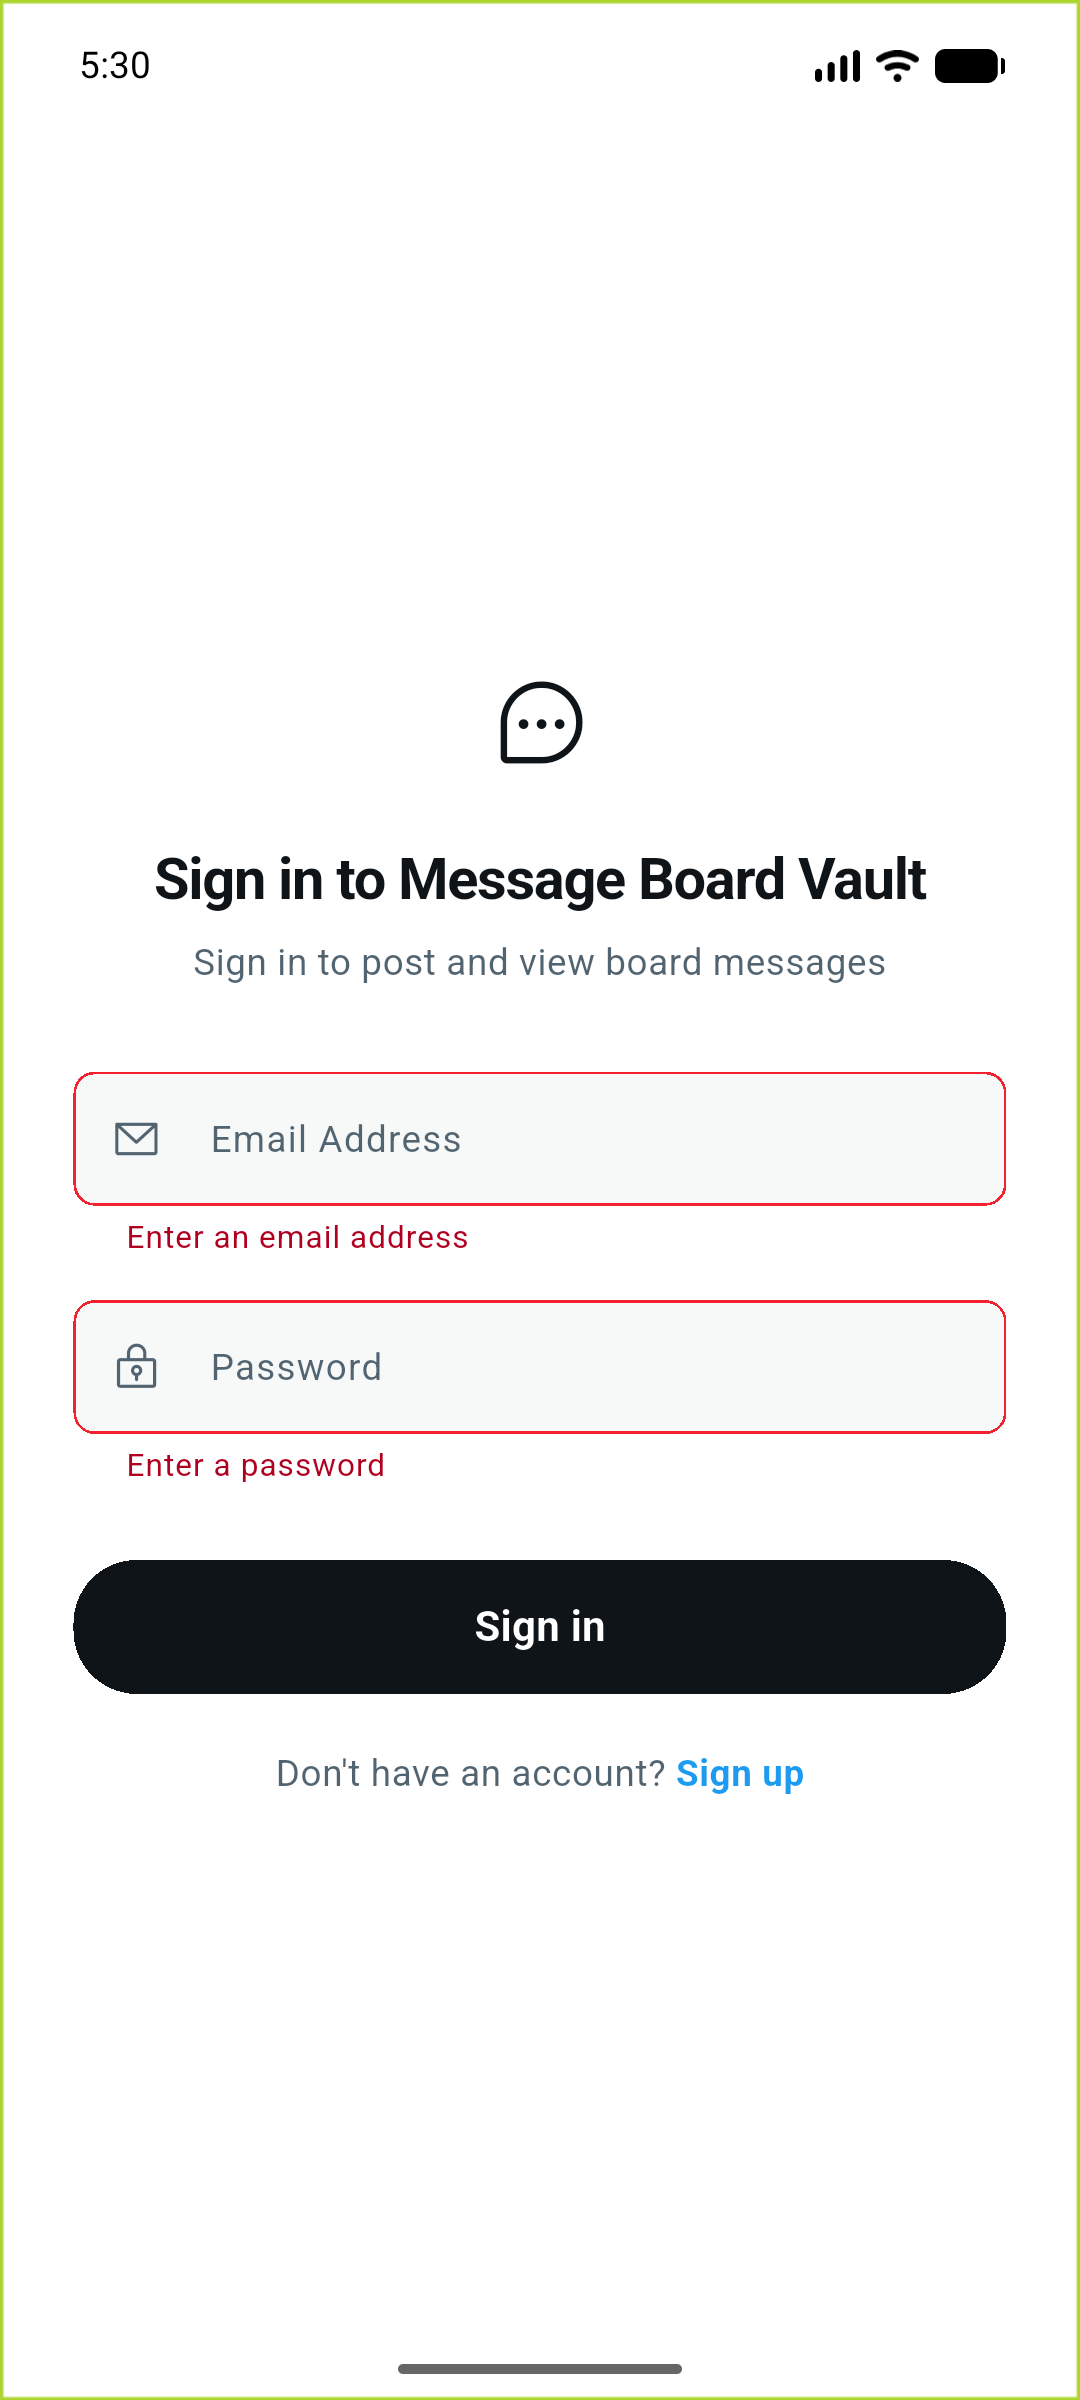 5:30
Sign in to Message Board Vault
Sign in to post and view board messages
Email Address
Enter an email address
Password
Enter a password
Sign in
Don't have an account? Sign up